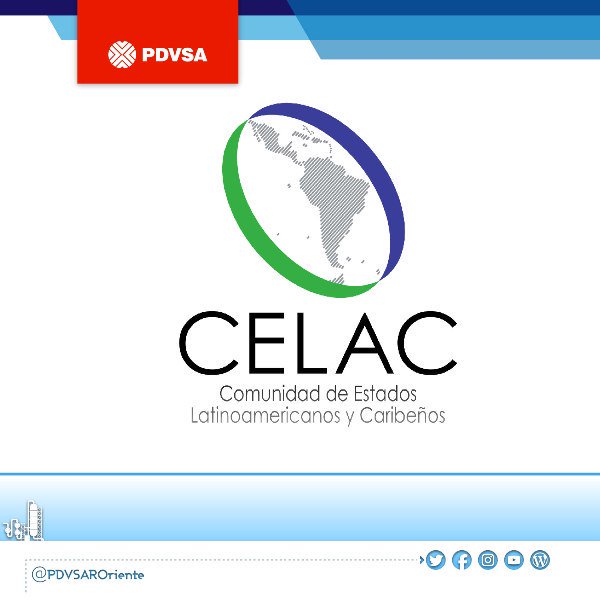 PDVSA
CELAC
Comunidad de Estados
Latinoamericanos y Caribeños
@PDVSAROriente